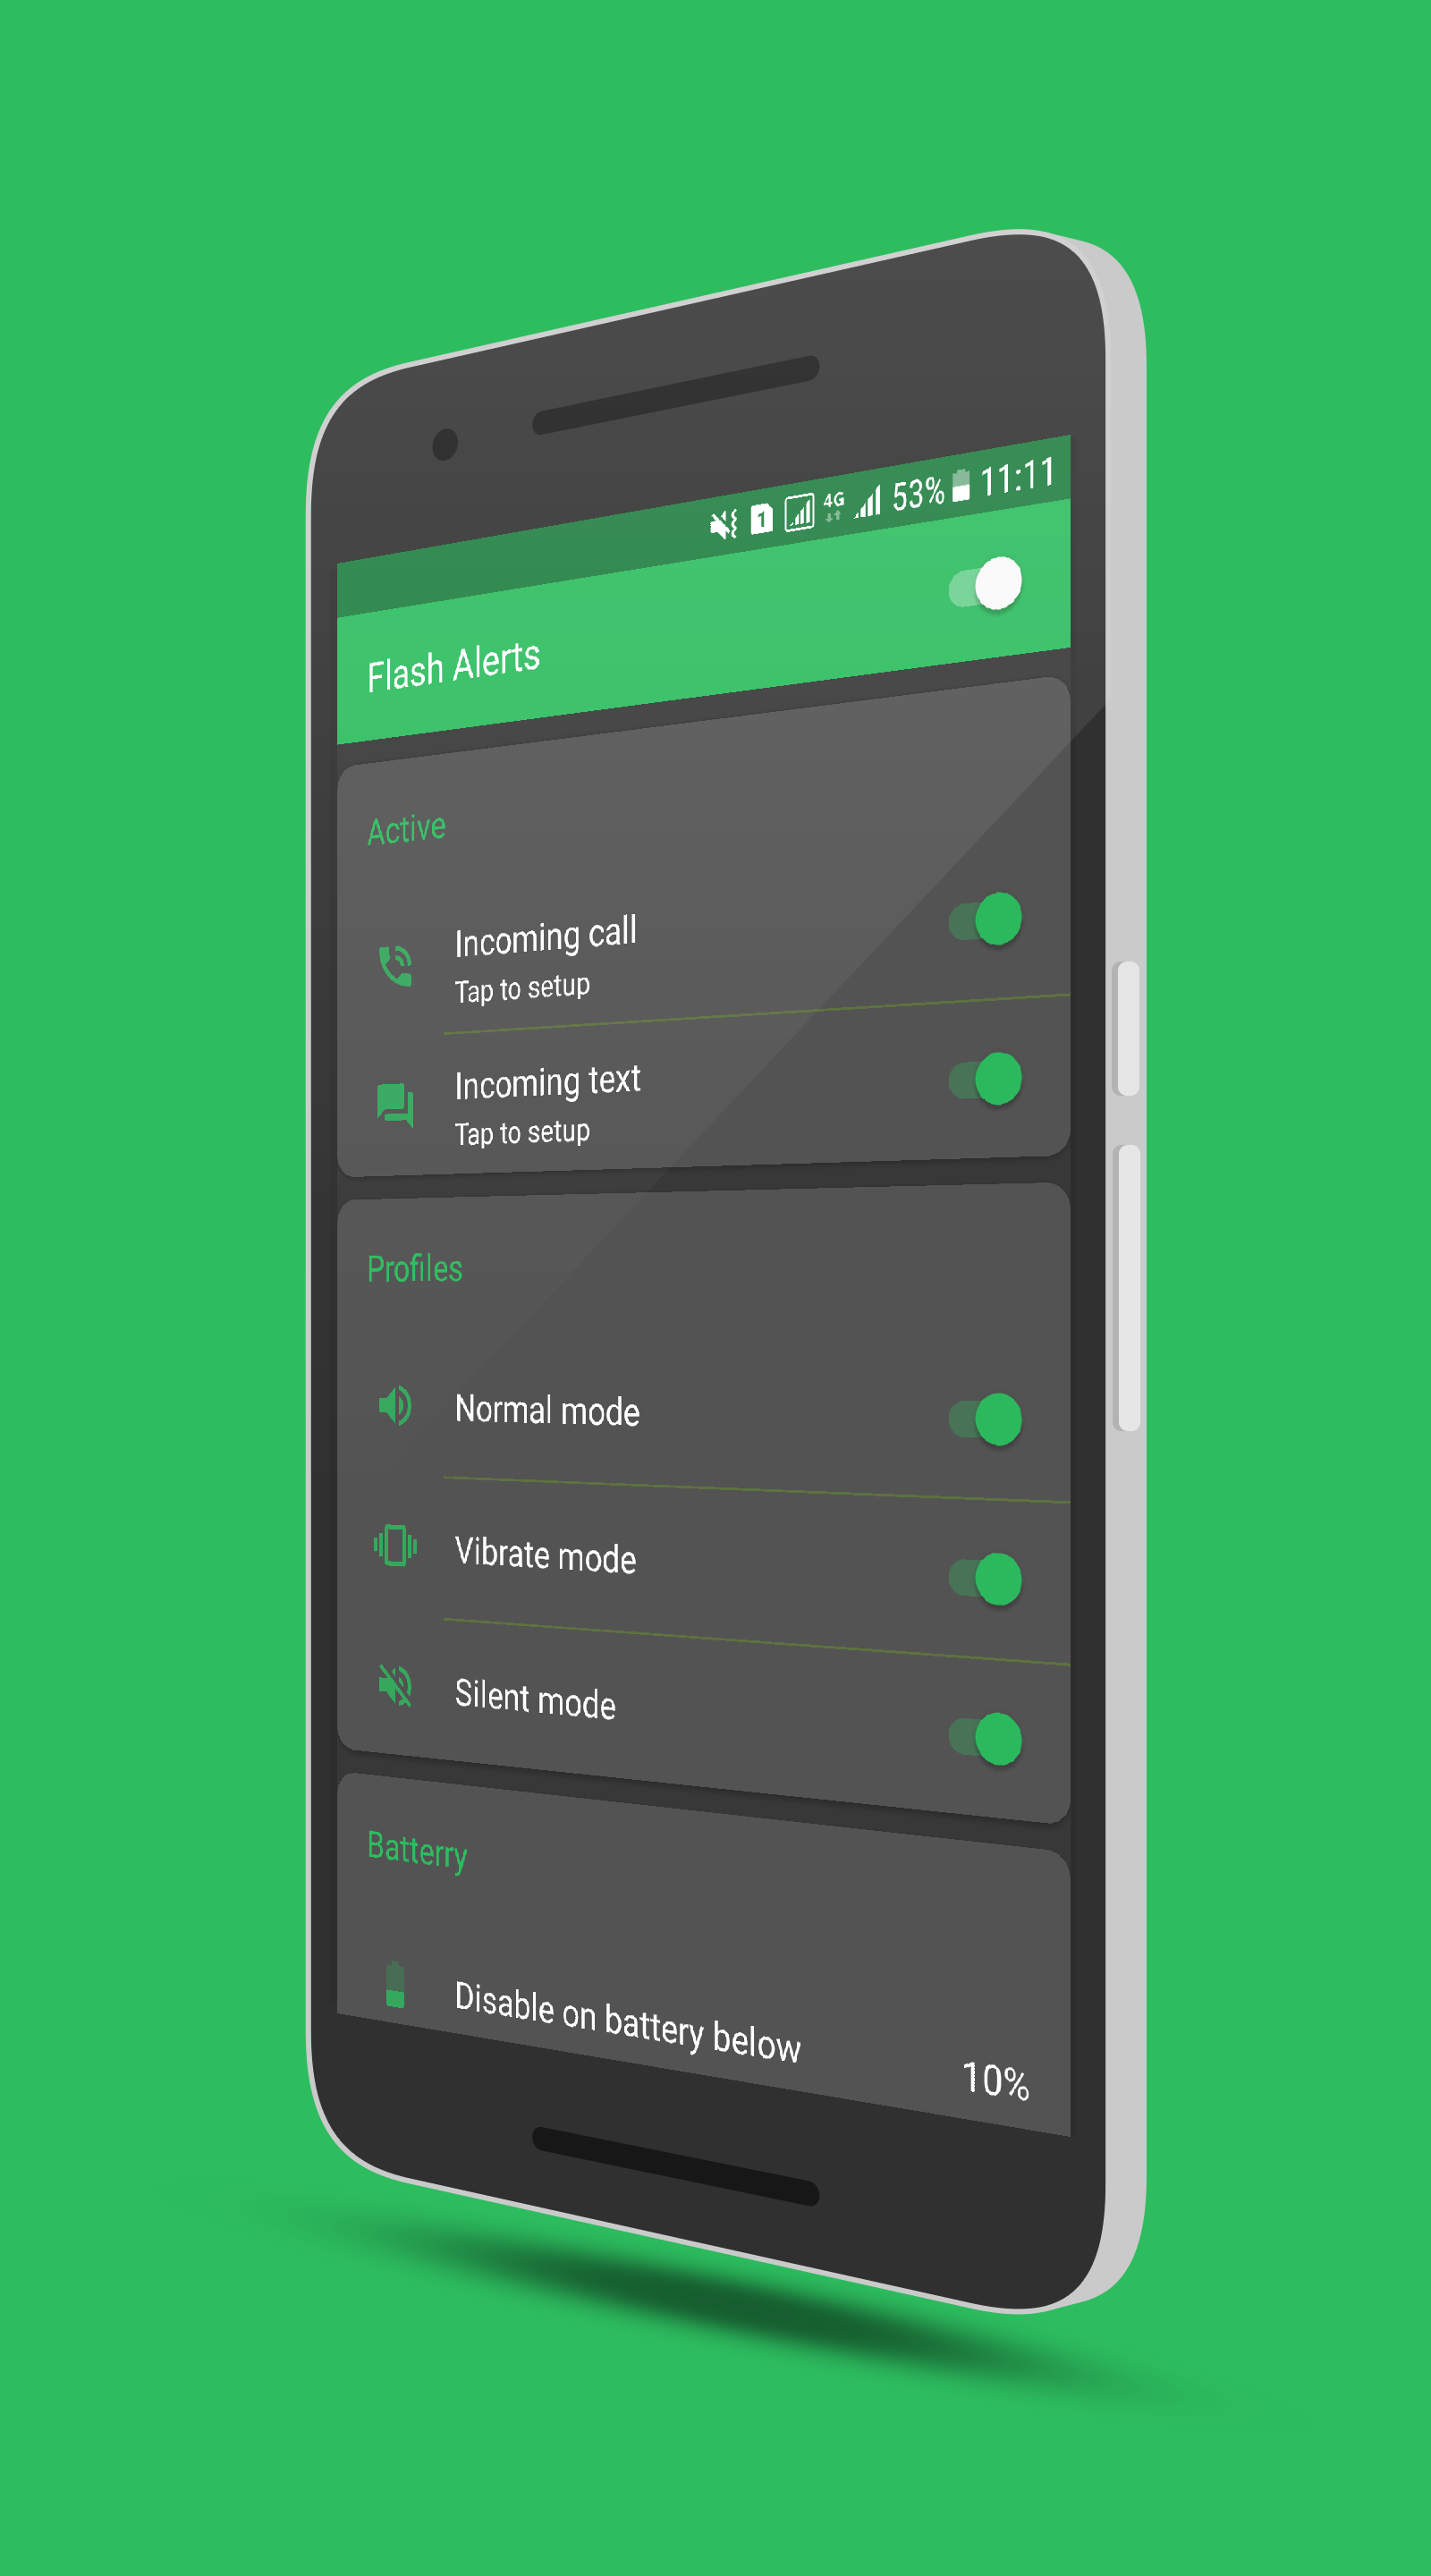 1 4G 53% 11:11
Flash Alerts
Active
Incoming call
Tap to setup
Incoming text
Tap to setup
Profiles
Normal mode
Vibrate mode
Silent mode
Batterry
Disable on battery below
10%